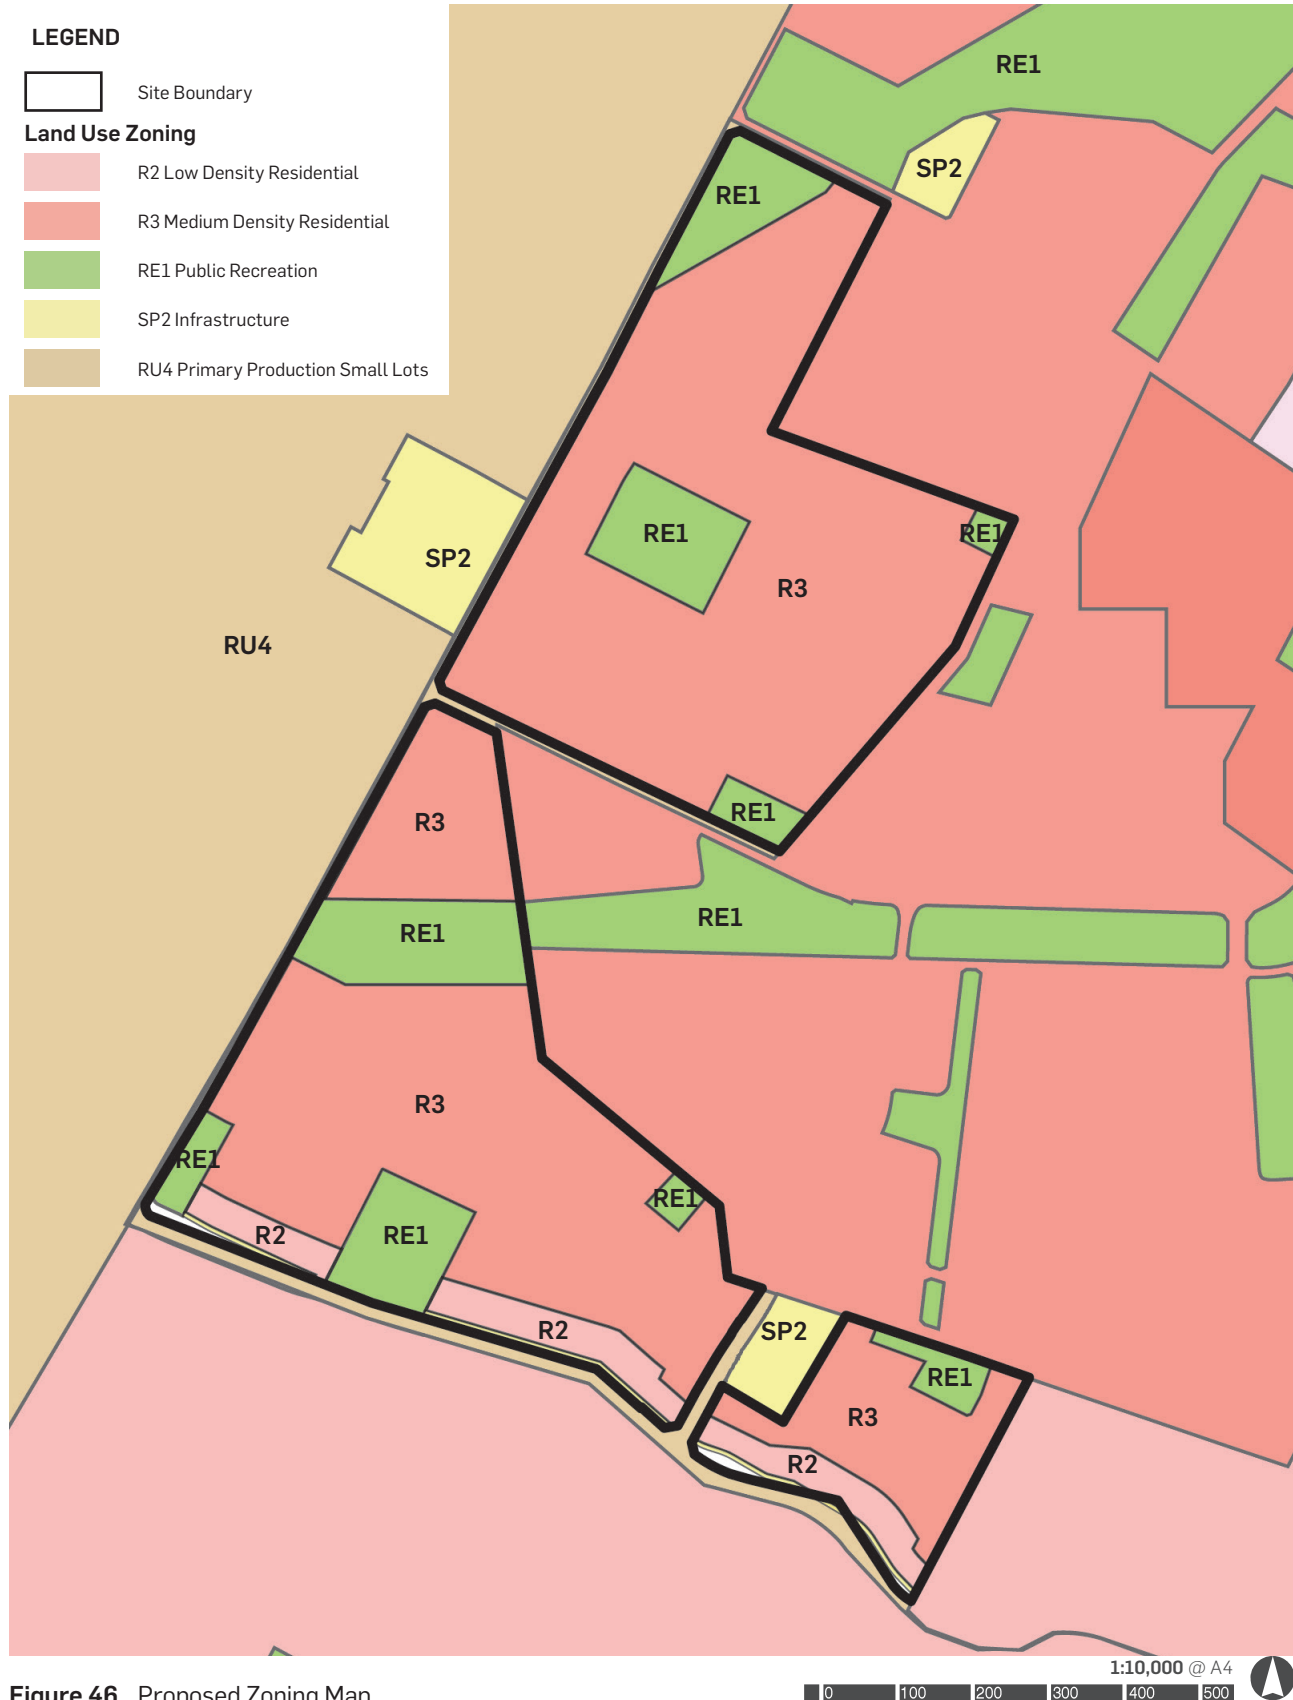 LEGEND
Site Boundary
Land Use Zoning
R2 Low Density Residential
R3 Medium Density Residential
RE1 Public Recreation
SP2 Infrastructure
RU4 Primary Production Small Lots
RE1
SP2
RE1
RE1
RE1
SP2
R3
RU4
RE1
R3
RE1
RE1
R3
RE1
RE1
R2
RE1
R2
SP2
RE1
R3
R2
1:10,000 @ A4
Figure 46 Proposed Zoning Map
0 100 200 300 400 500